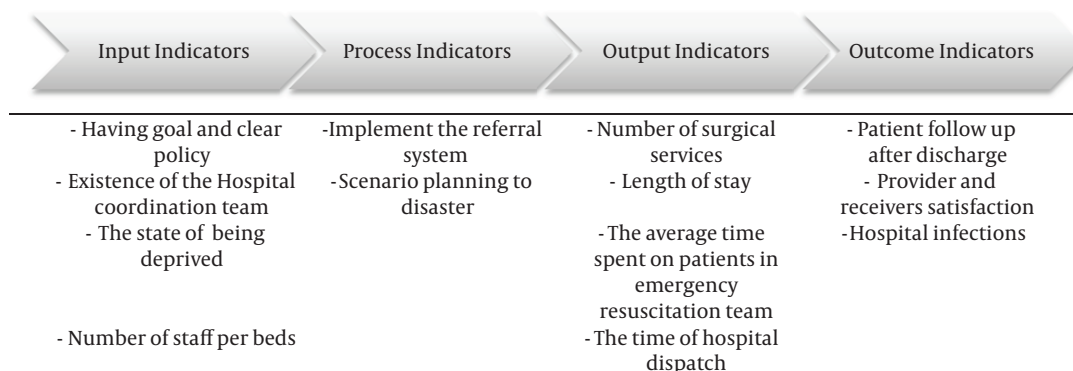 Input Indicators
Process Indicators
Output Indicators
Outcome Indicators
- Having goal and clear
policy
- Existence of the Hospital
coordination team
- The state of being
deprived
- Number of staff per beds
-Implement the referral
system
-Scenario planning to
disaster
- Number of surgical
services
- Length of stay
-The average time
spent on patients in
emergency
resuscitation team
-The time of hospital
dispatch
- Patient follow up
after discharge
- Provider and
receivers satisfaction
-Hospital infections